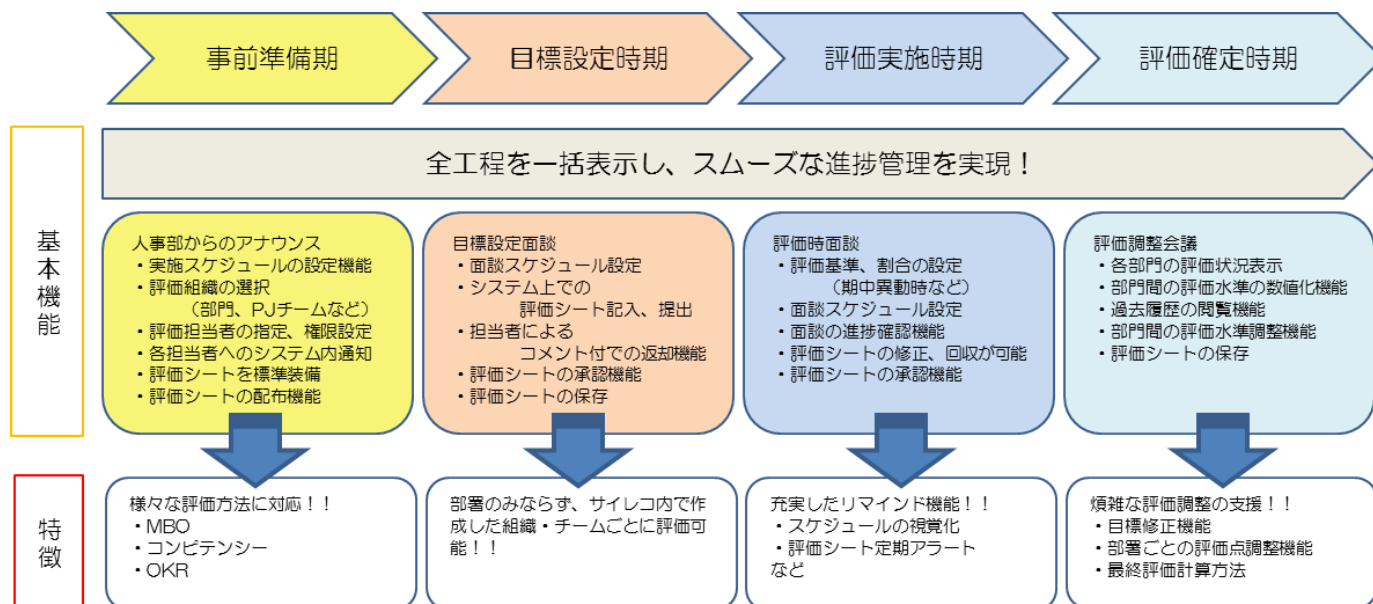 事前準備期
目標設定時期
評価実施時期
評価確定時期
全工程を一括表示し、スムーズな進捗管理を実現！
基本機能
人事部からのアナウンス
・実施スケジュールの設定機能
・評価組織の選択
（部門、PJチームなど）
・評価担当者の指定、権限設定
・各担当者へのシステム内通知
・評価シートを標準装備
・評価シートの配布機能
目標設定面談
・面談スケジュール設定
・システム上での
評価シート記入、提出
・担当者による
コメント付での返却機能
・評価シートの承認機能
・評価シートの保存
評価時面談
・評価基準、割合の設定
（期中異動時など）
・面談スケジュール設定
・面談の進捗確認機能
・評価シートの修正、回収が可能
・評価シートの承認機能
評価調整会議
・各部門の評価状況表示
・部門間の評価水準の数値化機能
・過去履歴の閲覧機能
・部門間の評価水準調整機能
・評価シートの保存
特徴
様々な評価方法に対応！！
・MBO
・コンピテンシー
・OKR
部署のみならず、サイレコ内で作
成した組織・チームごとに評価可
能！！
充実したリマインド機能！！
・スケジュールの視覚化
・評価シート定期アラート
など
煩雑な評価調整の支援！！
・目標修正機能
・部署ごとの評価点調整機能
・最終評価計算方法